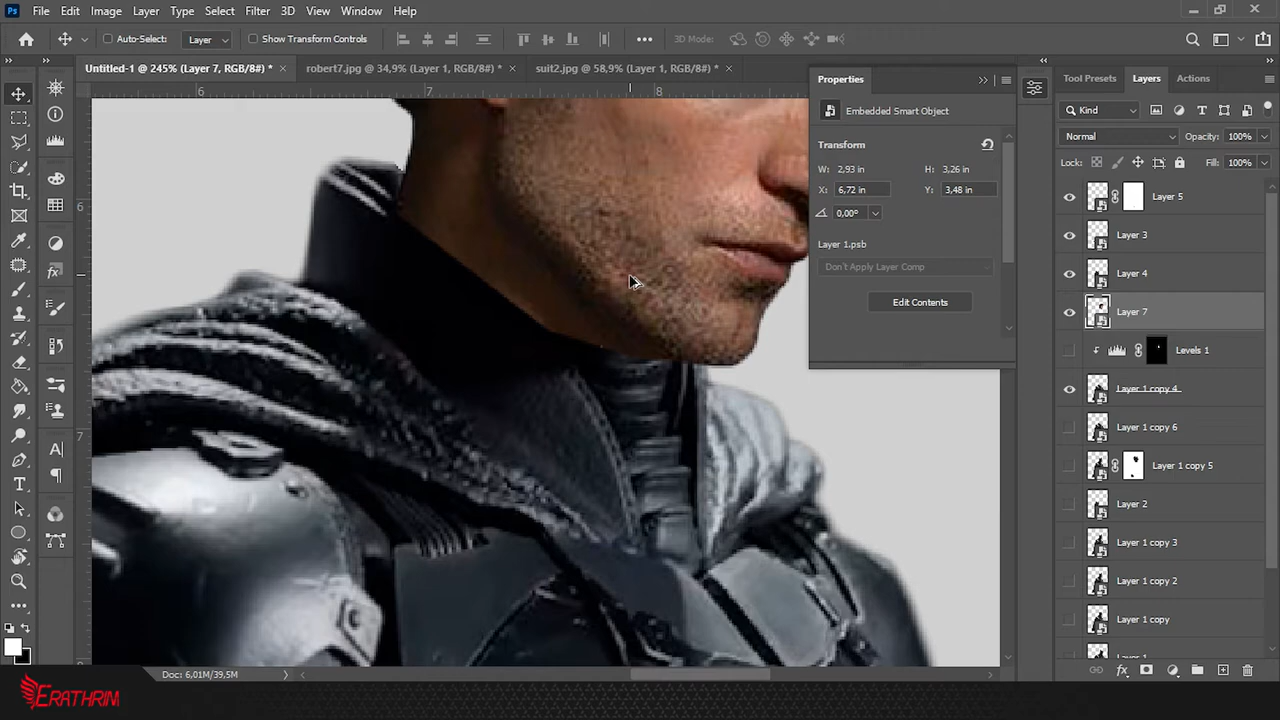 Ps File Edit Image Layer Type Select Filter 3D View Window Help
Auto-Select: Layer Show Transform Controls 3D Mode:
Untitled-1 @ 245% (Layer 7, RGB/8#) * robert7.jpg @ 34,9% (Layer 1, RGB/8#) * suit2.jpg @ 58,9% (Layer 1, RGB/8#) *
6 7 8
6
7
Properties
Embedded Smart Object
Transform
W: 2,93 in H: 3,26 in
X: 6,72 in Y: 3,48 in
0,00°
Layer 1.psb
Don't Apply Layer Comp
Edit Contents
Tool Presets Layers Actions
Kind
Normal Opacity: 100%
Lock: Fill: 100%
Layer 5
Layer 3
Layer 4
Layer 7
Levels 1
Layer 1 copy 4
Layer 1 copy 6
Layer 1 copy 5
Layer 2
Layer 1 copy 3
Layer 1 copy 2
Layer 1 copy
Doc: 6,01M/39,5M
ERATHRIM